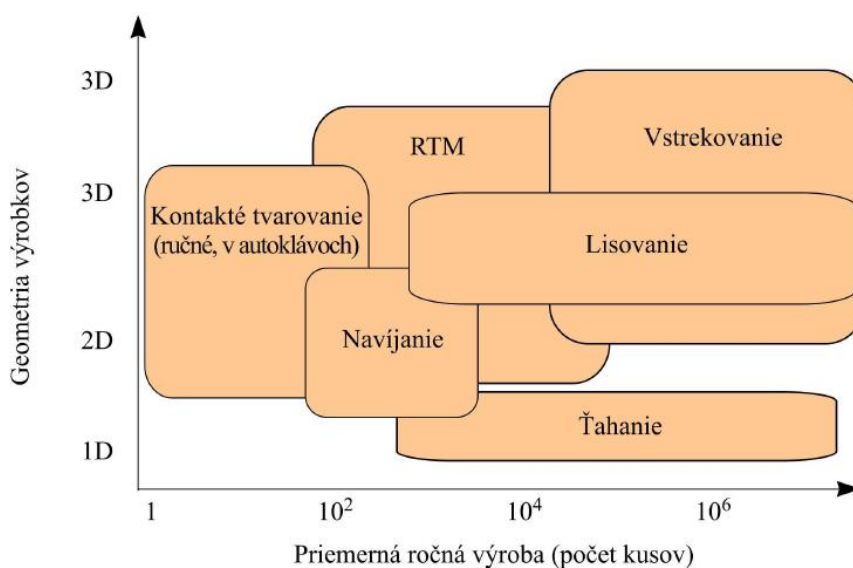 3D
RTM
Vstrekovanie
3D
Kontakté tvarovanie
(ručné, v autoklávoch)
Lisovanie
Geometria výrobkov
2D
Navíjanie
Ťahanie
1D
1
10²
10⁴
10⁶
Priemerná ročná výroba (počet kusov)